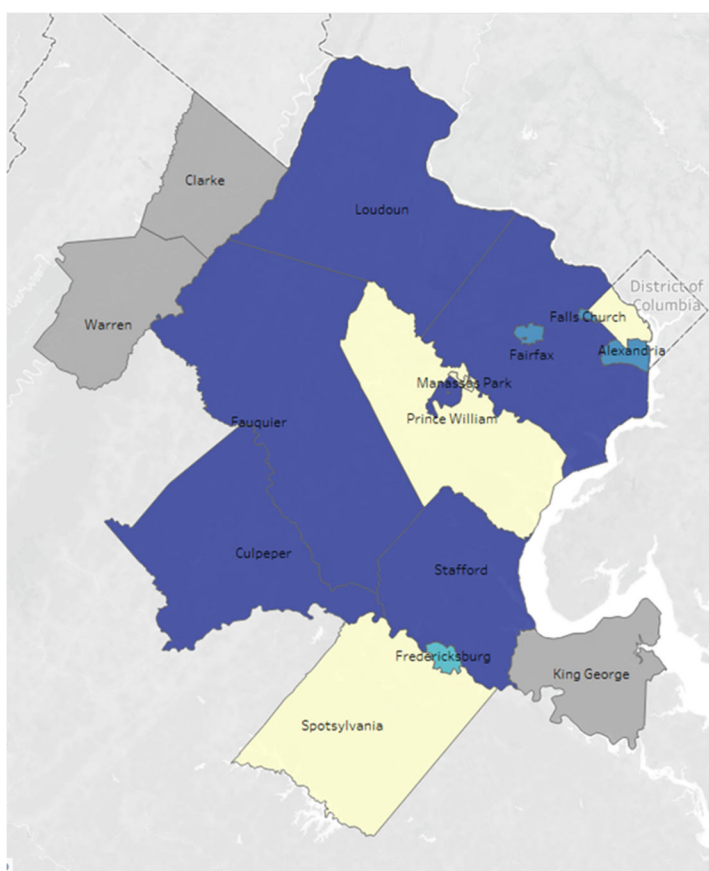 Clarke
Loudoun
District of
Columbia
Falls Church
Warren
Alexandria
Fairfax
Manassas Park
Prince William
Fauquier
Culpeper
Stafford
Fredericksburg
King George
Spotsylvania